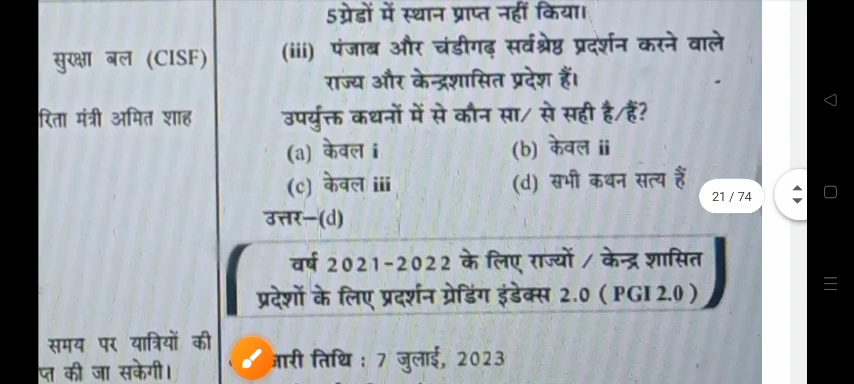 सुरक्षा बल (CISF)
रिता मंत्री अमित शाह
समय पर यात्रियों की
प्त की जा सकेगी।
5ग्रेडों में स्थान प्राप्त नहीं किया।
(iii) पंजाब और चंडीगढ़ सर्वश्रेष्ठ प्रदर्शन करने वाले
राज्य और केन्द्रशासित प्रदेश हैं।
उपर्युक्त कथनों में से कौन सा/ से सही है/हैं?
(a) केवल i (b) केवल ii
(c) केवल iii (d) सभी कथन सत्य हैं
उत्तर–(d)
वर्ष 2021-2022 के लिए राज्यों / केन्द्र शासित
प्रदेशों के लिए प्रदर्शन ग्रेडिंग इंडेक्स 2.0 ( PGI 2.0 )
जारी तिथि : 7 जुलाई, 2023
21 / 74